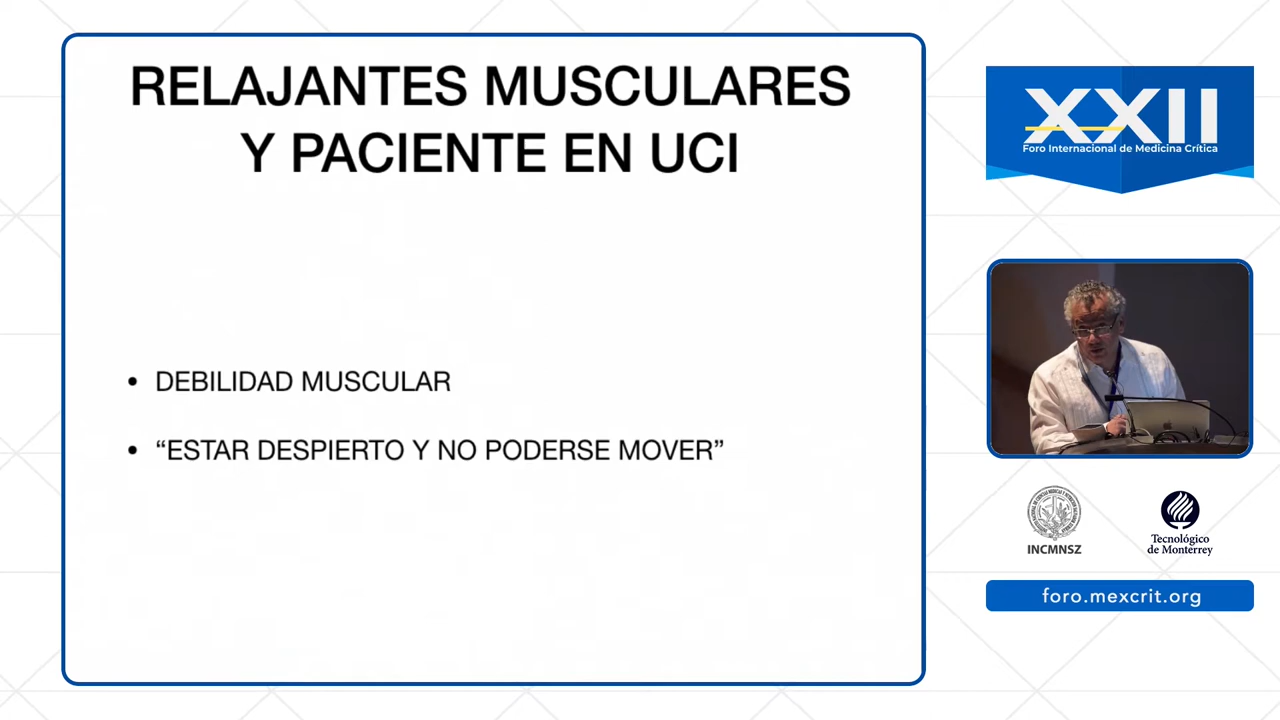 RELAJANTES MUSCULARES
Y PACIENTE EN UCI
• DEBILIDAD MUSCULAR
• “ESTAR DESPIERTO Y NO PODERSE MOVER”
XXII
Foro Internacional de Medicina Crítica
INCMNSZ
Tecnológico
de Monterrey
foro.mexcrit.org